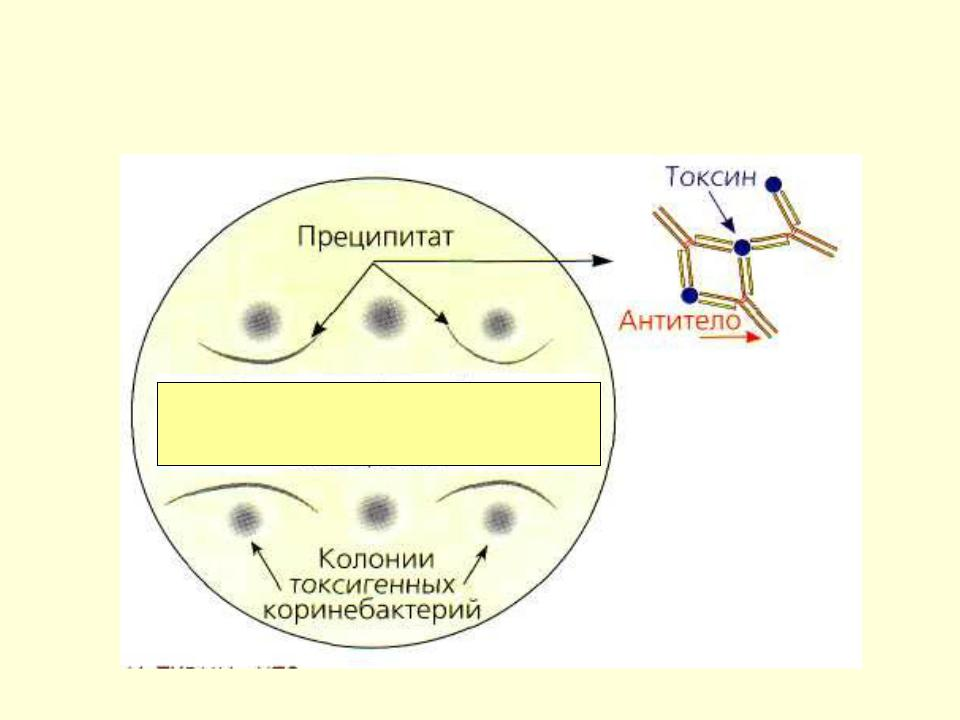 Токсин
Преципитат
Антитело
Колонии
токсигенных
коринебактерий